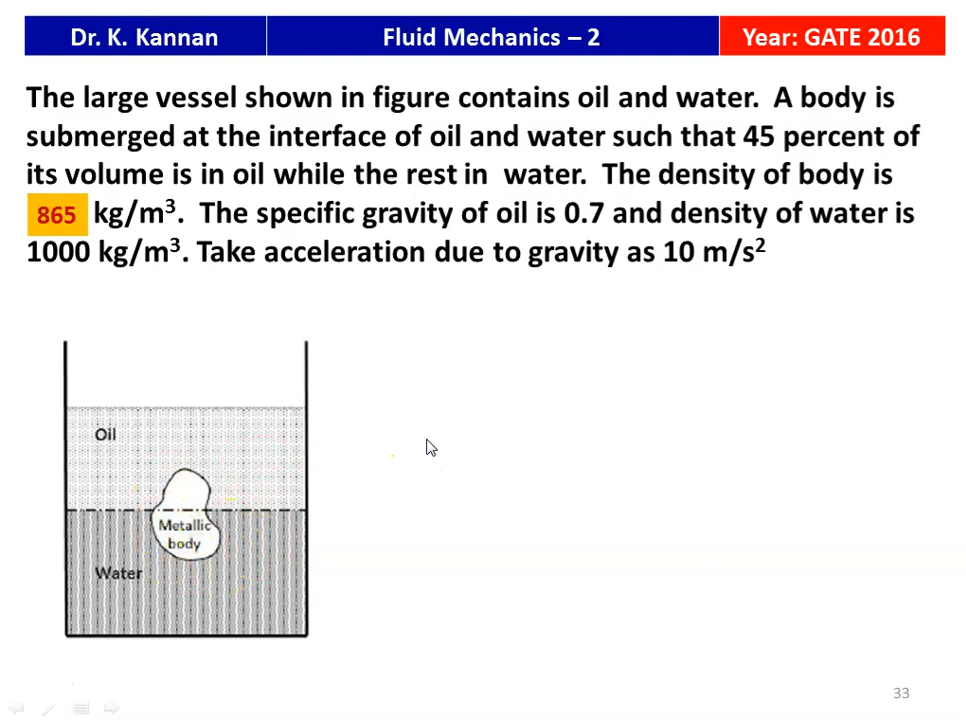 Dr. K. Kannan
Fluid Mechanics – 2
Year: GATE 2016
The large vessel shown in figure contains oil and water. A body is
submerged at the interface of oil and water such that 45 percent of
its volume is in oil while the rest in water. The density of body is
865 kg/m³. The specific gravity of oil is 0.7 and density of water is
1000 kg/m³. Take acceleration due to gravity as 10 m/s²
Oil
Metallic
body
Water
33